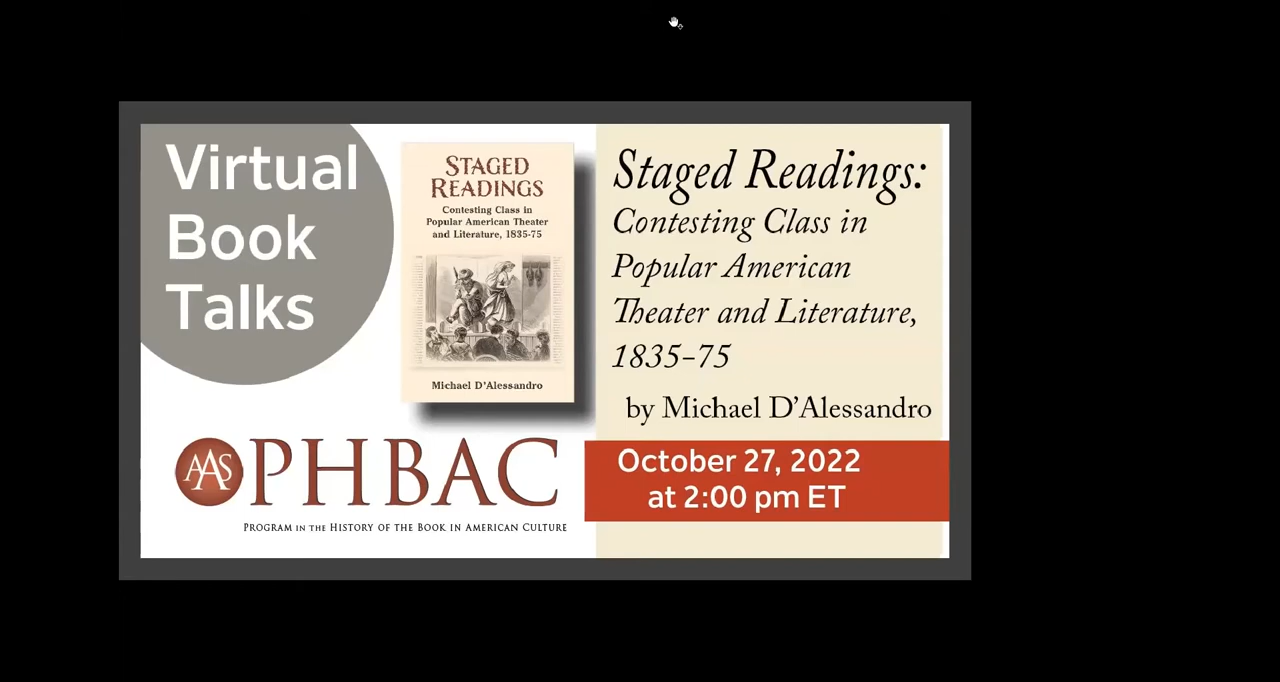 Virtual
Book
Talks
STAGED
READINGS
Contesting Class in
Popular American Theater
and Literature, 1835-75
Michael D'Alessandro
AAS
PHBAC
PROGRAM IN THE HISTORY OF THE BOOK IN AMERICAN CULTURE
Staged Readings:
Contesting Class in
Popular American
Theater and Literature,
1835-75
by Michael D'Alessandro
October 27, 2022
at 2:00 pm ET